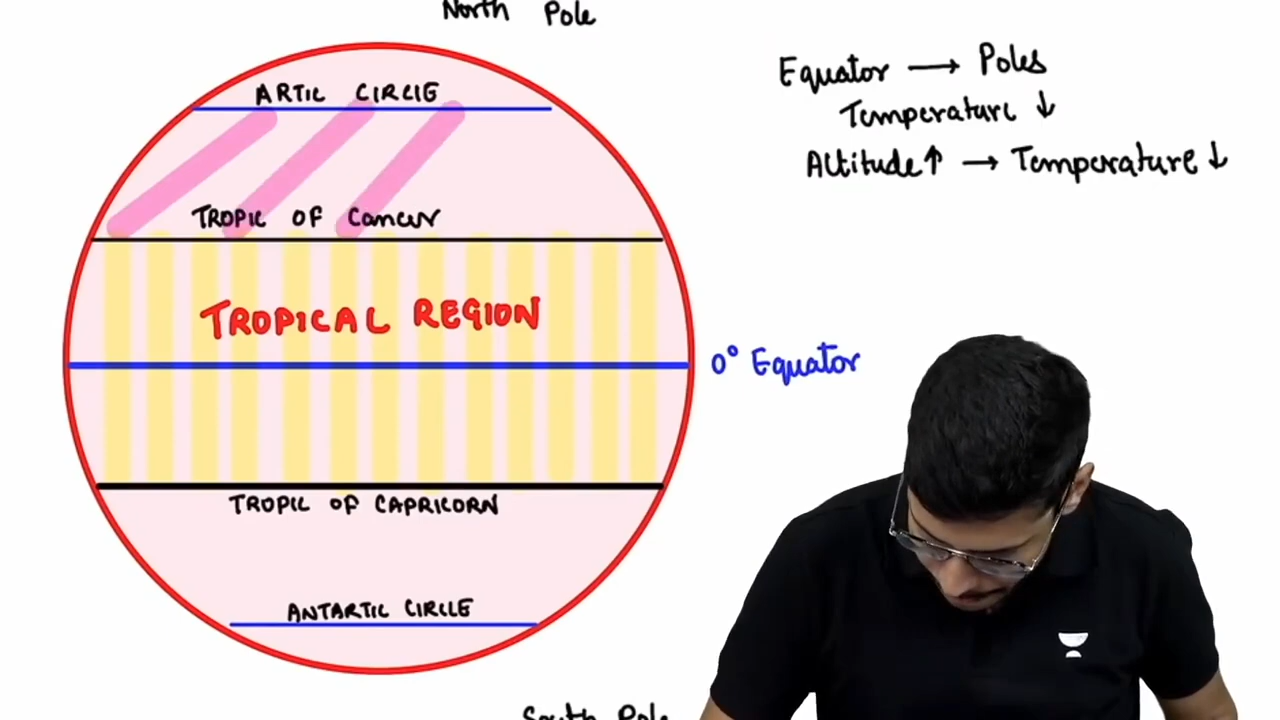 North Pole
ARTIC CIRCLE
TROPIC OF Cancer
TROPICAL REGION
TROPIC OF CAPRICORN
ANTARTIC CIRCLE
South Pole
0° Equator
Equator → Poles
Temperature ↓
Altitude ↑ → Temperature ↓